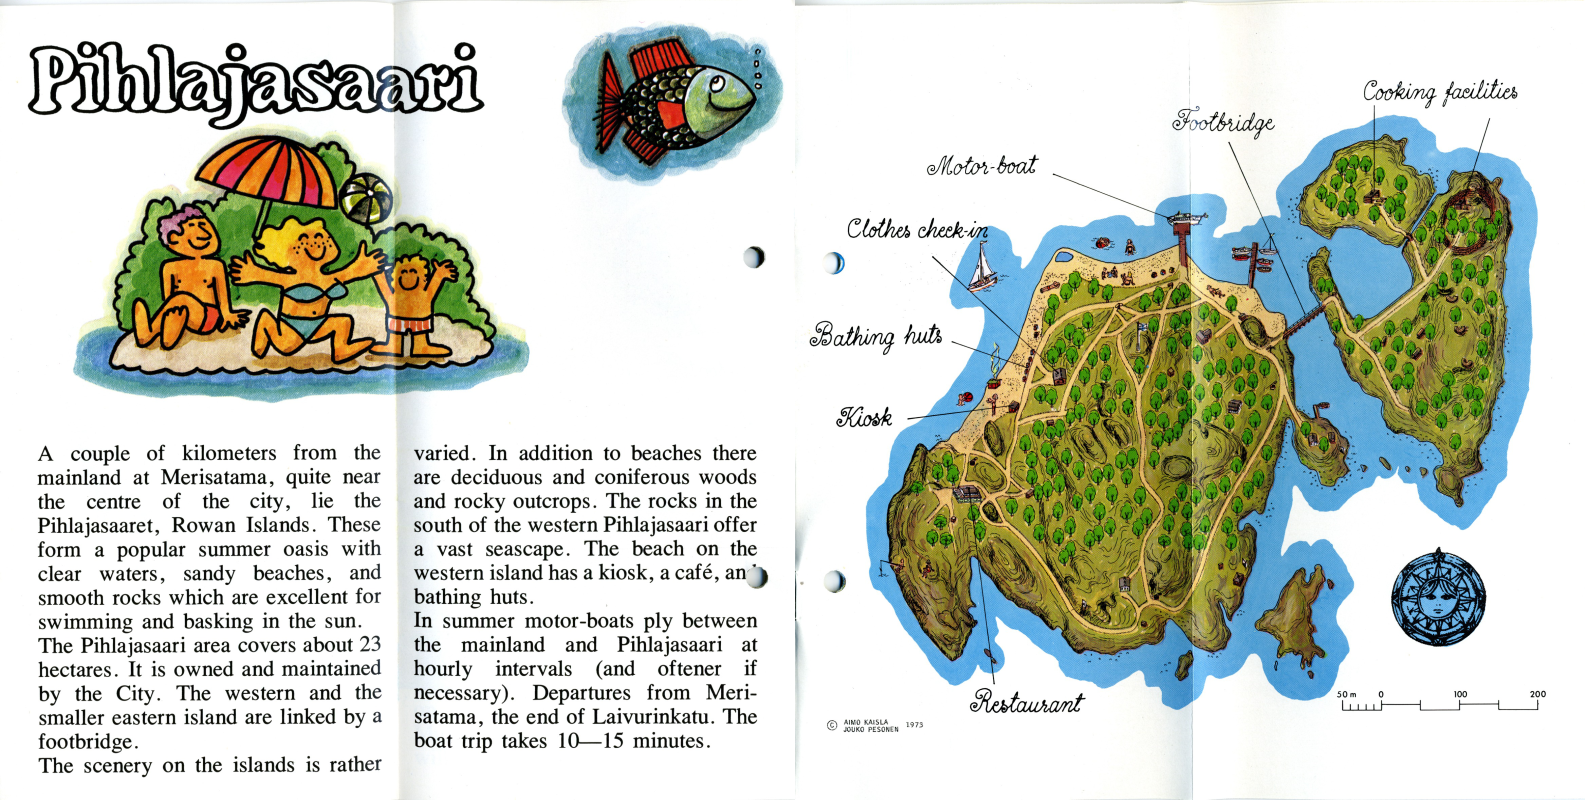 Pihlajasaari
A couple of kilometers from the
mainland at Merisatama, quite near
the centre of the city, lie the
Pihlajasaaret, Rowan Islands. These
form a popular summer oasis with
clear waters, sandy beaches, and
smooth rocks which are excellent for
swimming and basking in the sun.
The Pihlajasaari area covers about 23
hectares. It is owned and maintained
by the City. The western and the
smaller eastern island are linked by a
footbridge.
The scenery on the islands is rather
varied. In addition to beaches there
are deciduous and coniferous woods
and rocky outcrops. The rocks in the
south of the western Pihlajasaari offer
a vast seascape. The beach on the
western island has a kiosk, a café, and
bathing huts.
In summer motor-boats ply between
the mainland and Pihlajasaari at
hourly intervals (and oftener if
necessary). Departures from Meri-
satama, the end of Laivurinkatu. The
boat trip takes 10—15 minutes.
Cooking facilities
Footbridge
Motor-boat
Clothes check-in
Bathing huts
Kiosk
Restaurant
50 m 0 100 200
© AIMO KAISLA 1973
JOUKO PESONEN